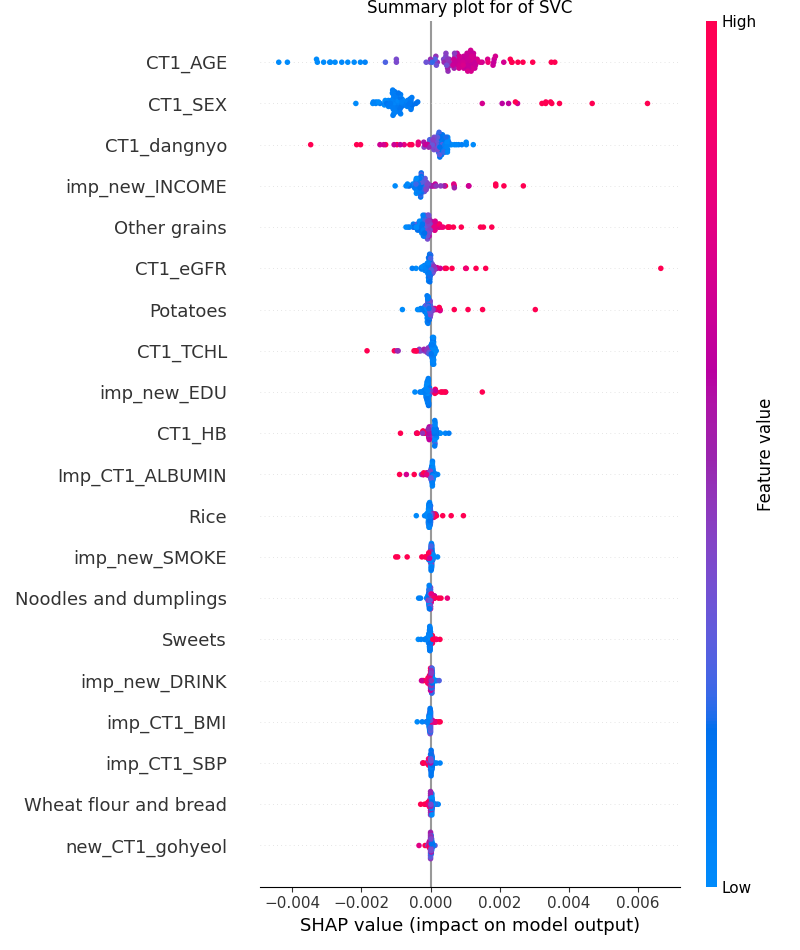 Summary plot for of SVC
High
CT1_AGE
CT1_SEX
CT1_dangnyo
imp_new_INCOME
Other grains
CT1_eGFR
Potatoes
CT1_TCHL
imp_new_EDU
CT1_HB
Imp_CT1_ALBUMIN
Rice
imp_new_SMOKE
Noodles and dumplings
Sweets
imp_new_DRINK
imp_CT1_BMI
imp_CT1_SBP
Wheat flour and bread
new_CT1_gohyeol
Feature value
Low
−0.004 −0.002 0.000 0.002 0.004 0.006
SHAP value (impact on model output)